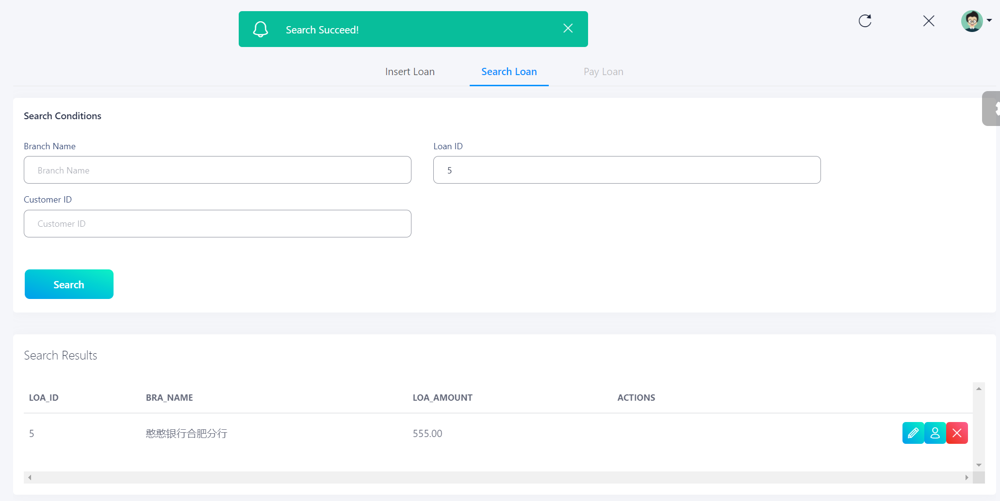 Search Succeed!
Insert Loan
Search Loan
Pay Loan
Search Conditions
Branch Name
Loan ID
Branch Name
5
Customer ID
Customer ID
Search
Search Results
LOA_ID BRA_NAME LOA_AMOUNT ACTIONS
5 憨憨银行合肥分行 555.00